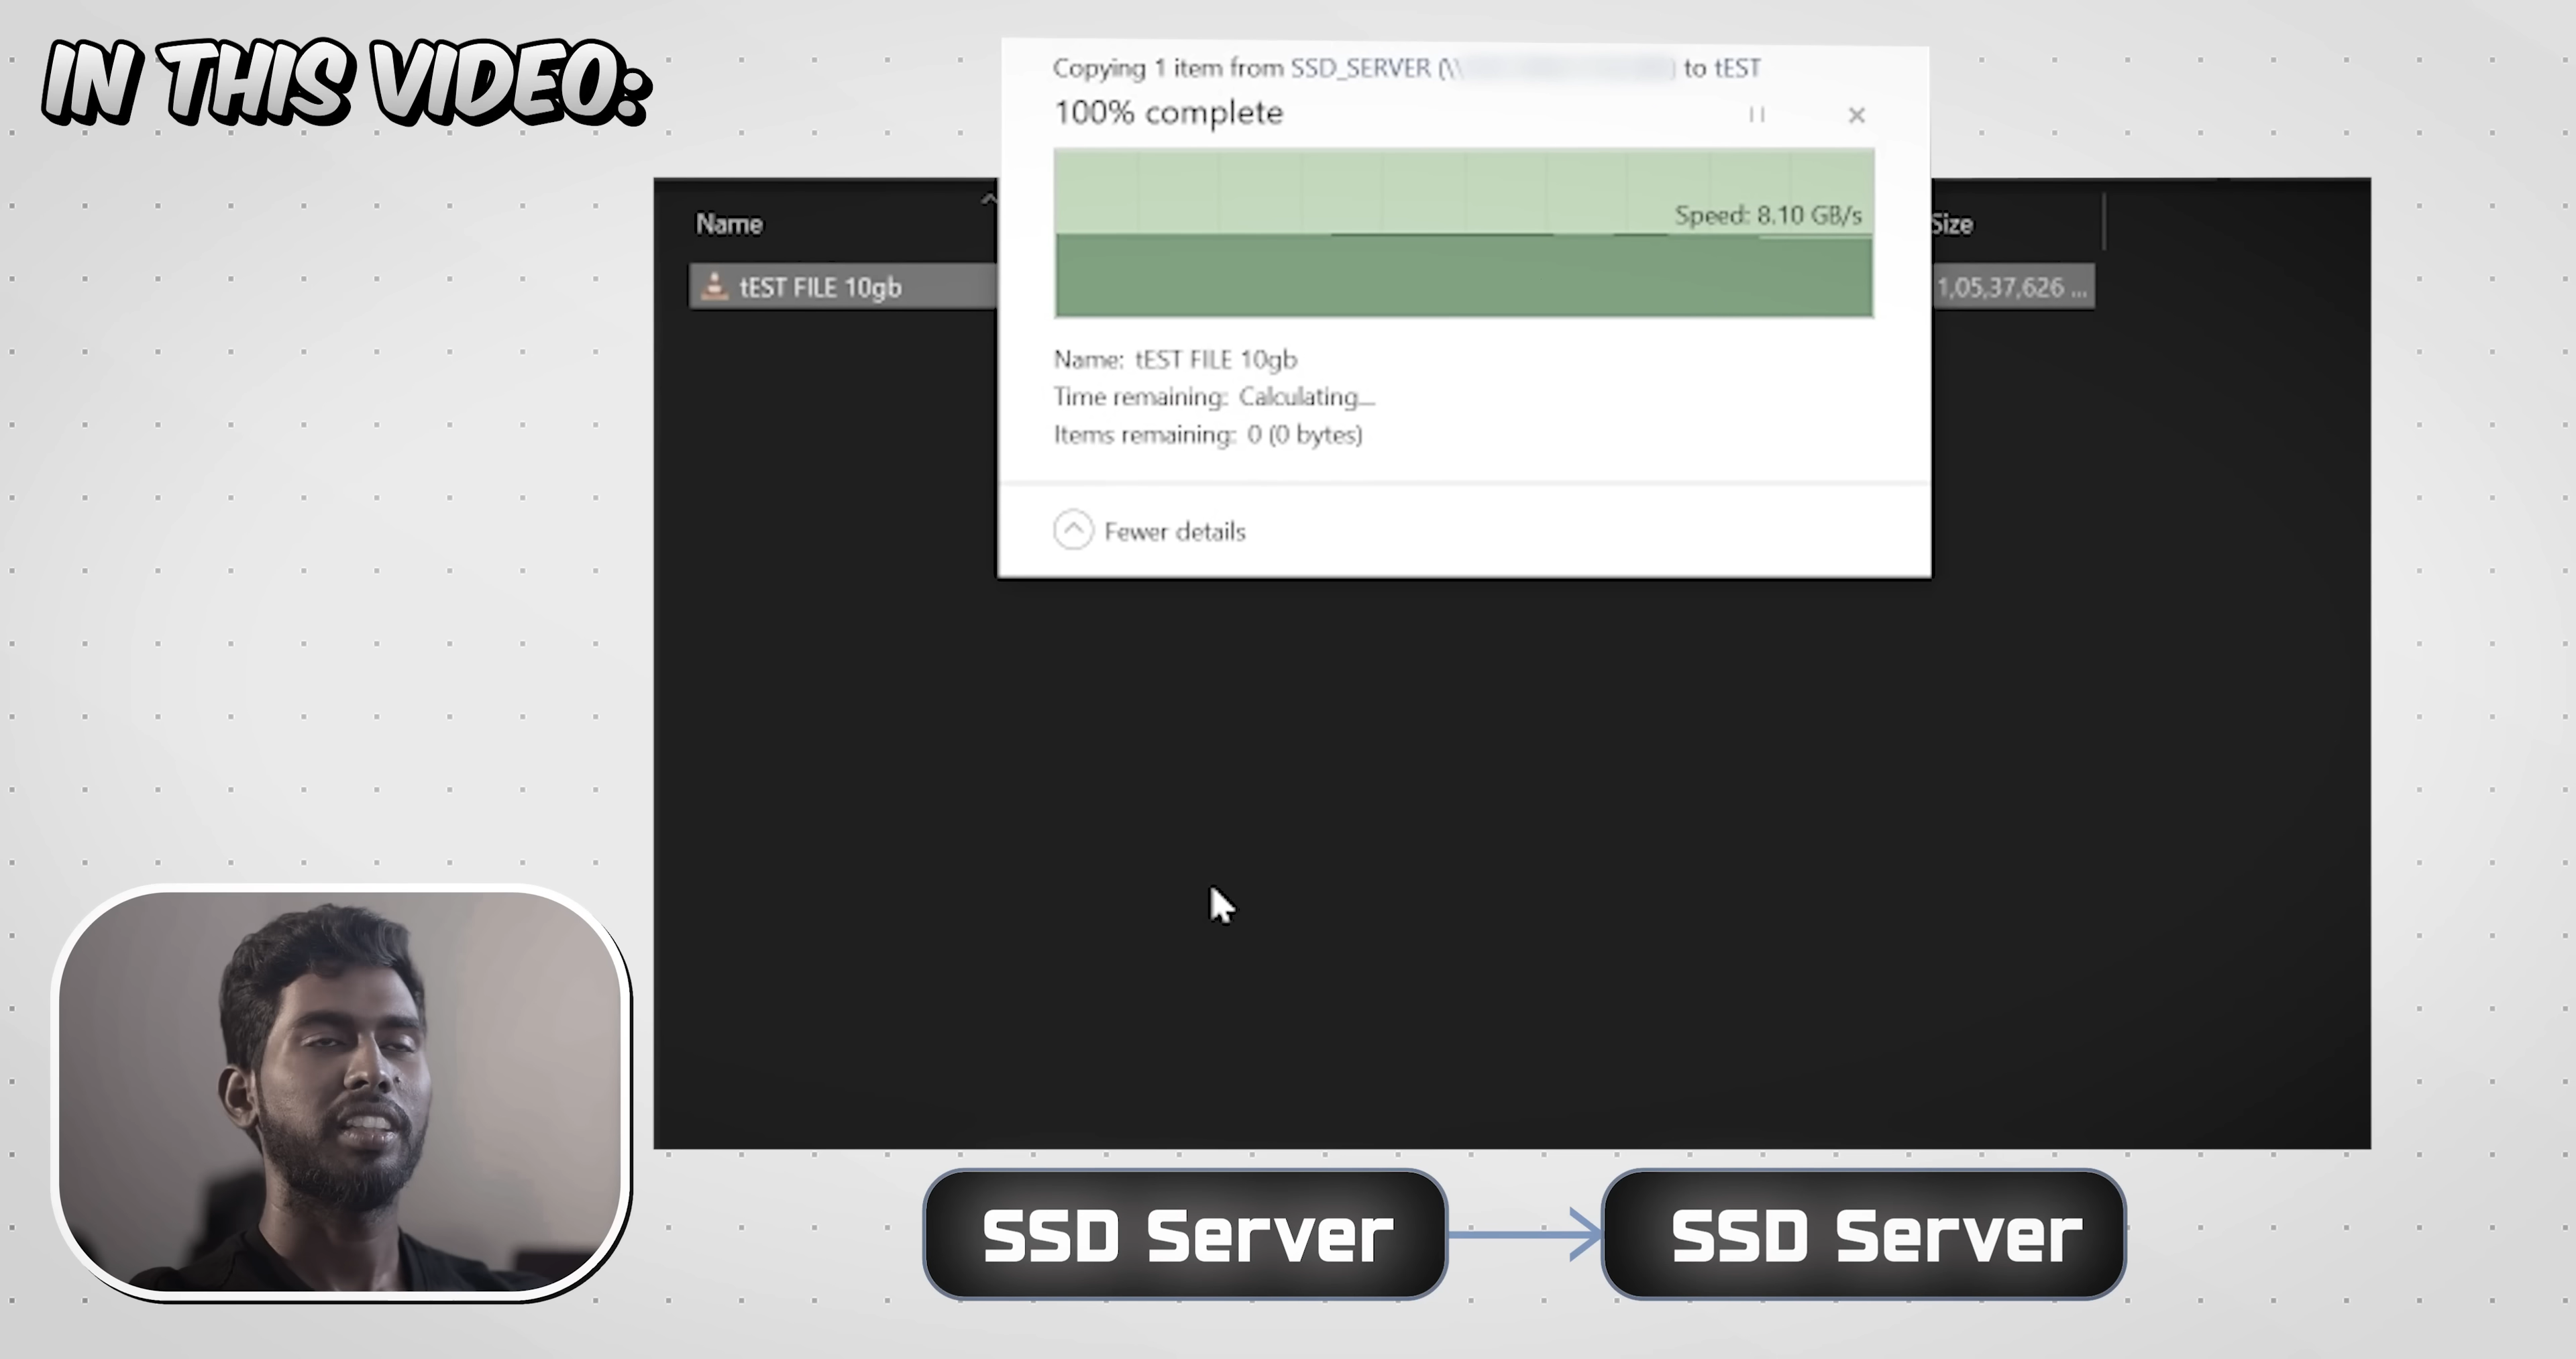 IN THIS VIDEO:
Copying 1 item from SSD_SERVER (\\ ) to tEST
100% complete
Speed: 8.10 GB/s
Name Size
tEST FILE 10gb 1,05,37,626 ...
Name: tEST FILE 10gb
Time remaining: Calculating...
Items remaining: 0 (0 bytes)
Fewer details
SSD Server SSD Server